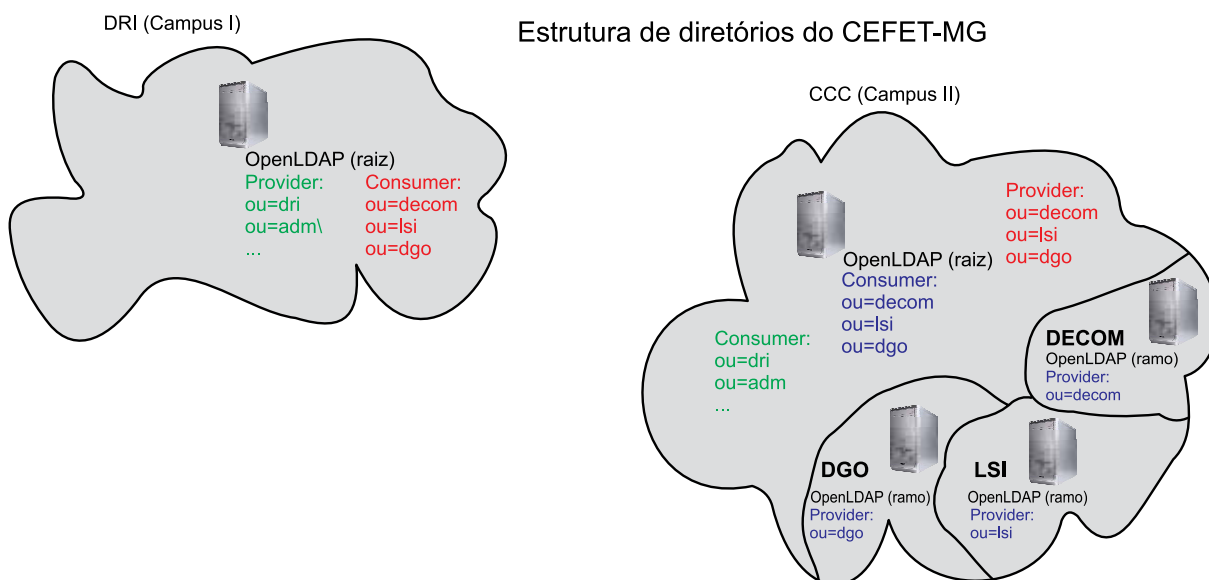 DRI (Campus I)
Estrutura de diretórios do CEFET-MG
OpenLDAP (raiz)
Provider:
ou=dri
ou=adm\
...
Consumer:
ou=decom
ou=lsi
ou=dgo
CCC (Campus II)
Provider:
ou=decom
ou=lsi
ou=dgo
OpenLDAP (raiz)
Consumer:
ou=decom
ou=lsi
ou=dgo
Consumer:
ou=dri
ou=adm
...
DECOM
OpenLDAP (ramo)
Provider:
ou=decom
DGO
OpenLDAP (ramo)
Provider:
ou=dgo
LSI
OpenLDAP (ramo)
Provider:
ou=lsi